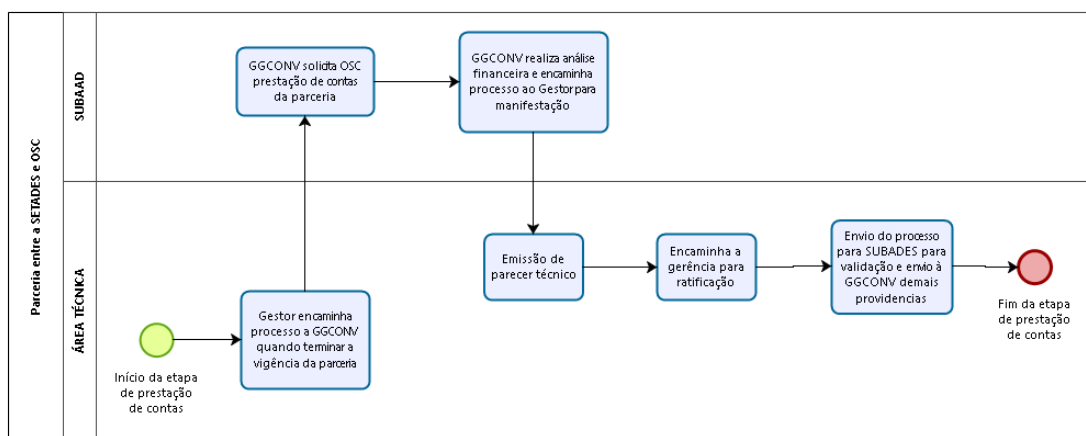 Parceria entre a SETADES e OSC
SUBAAD
GGCONV solicita OSC
prestação de contas
da parceria
GGCONV realiza análise
financeira e encaminha
processo ao Gestor para
manifestação
ÁREA TÉCNICA
Início da etapa
de prestação
de contas
Gestor encaminha
processo a GGCONV
quando terminar a
vigência da parceria
Emissão de
parecer técnico
Encaminha a
gerência para
ratificação
Envio do processo
para SUBADES para
validação e envio à
GGCONV demais
providencias
Fim da etapa
de prestação
de contas